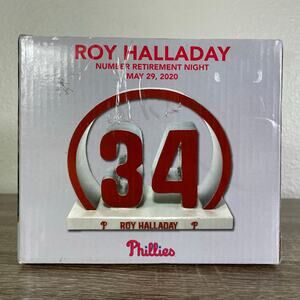 ROY HALLADAY
NUMBER RETIREMENT NIGHT
MAY 29, 2020
34
P ROY HALLADAY P
Phillies